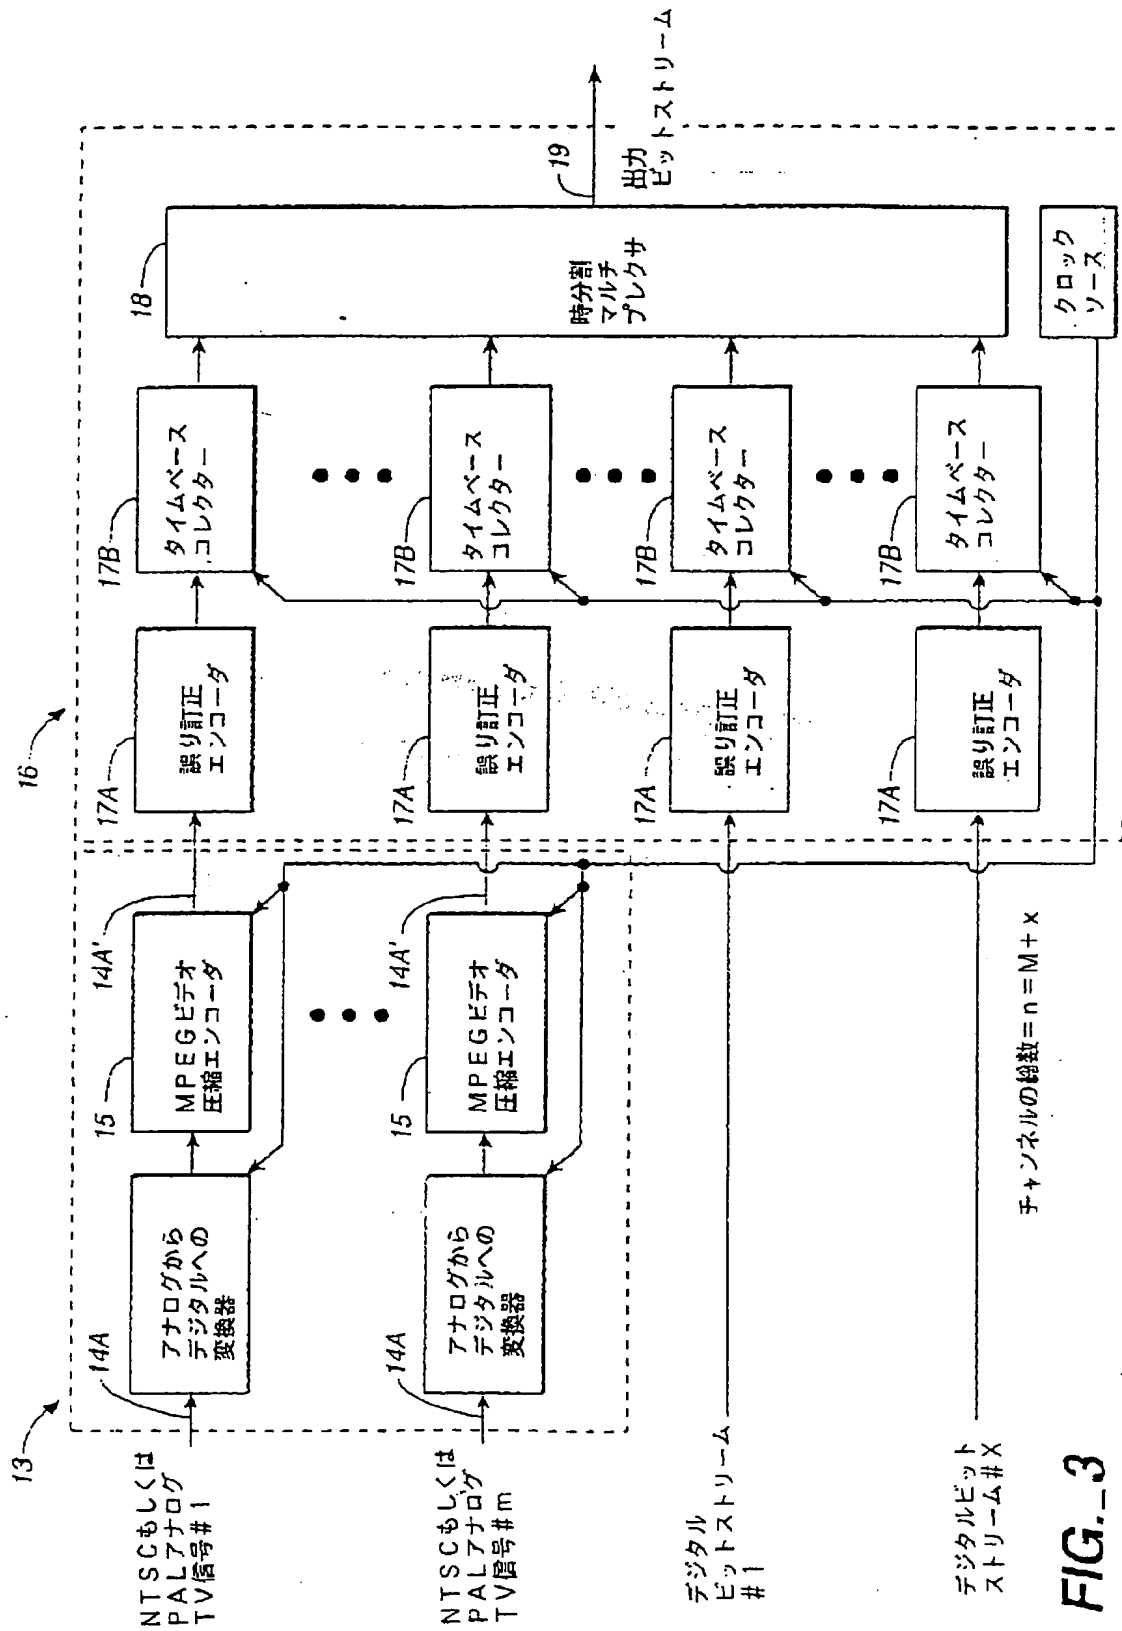 13
16
NTSCもしくは
PALアナログ
TV信号#1
14A
アナログから
デジタルへの
変換器
15
MPEGビデオ
圧縮エンコーダ
14A'
17A
誤り訂正
エンコーダ
17B
タイムベース
コレクター
18
時分割
マルチ
プレクサ
19
出力
ビットストリーム
NTSCもしくは
PALアナログ
TV信号#m
14A
アナログから
デジタルへの
変換器
15
MPEGビデオ
圧縮エンコーダ
14A'
17A
誤り訂正
エンコーダ
17B
タイムベース
コレクター
デジタル
ビットストリーム
#1
17A
誤り訂正
エンコーダ
17B
タイムベース
コレクター
デジタルビット
ストリーム#X
17A
誤り訂正
エンコーダ
17B
タイムベース
コレクター
クロック
ソース
チャンネルの総数=n=M+x
FIG._3